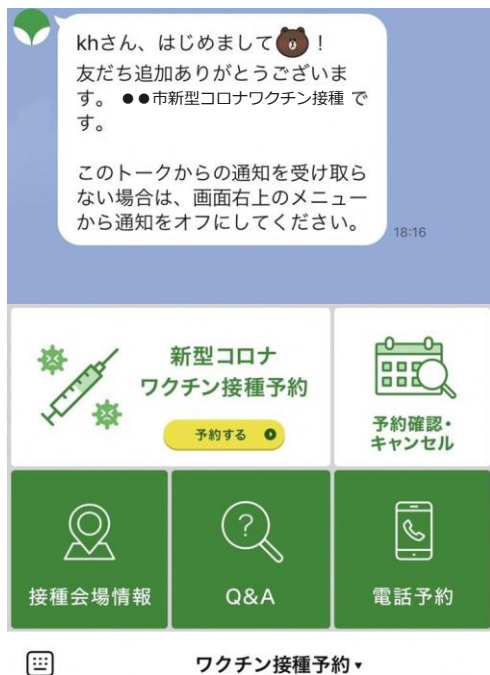 khさん、はじめまして！
友だち追加ありがとうございま
す。 ●●市新型コロナワクチン接種 で
す。
このトークからの通知を受け取ら
ない場合は、画面右上のメニュー
から通知をオフにしてください。
18:16
新型コロナ
ワクチン接種予約
予約する
予約確認・
キャンセル
接種会場情報
Q&A
電話予約
ワクチン接種予約▾